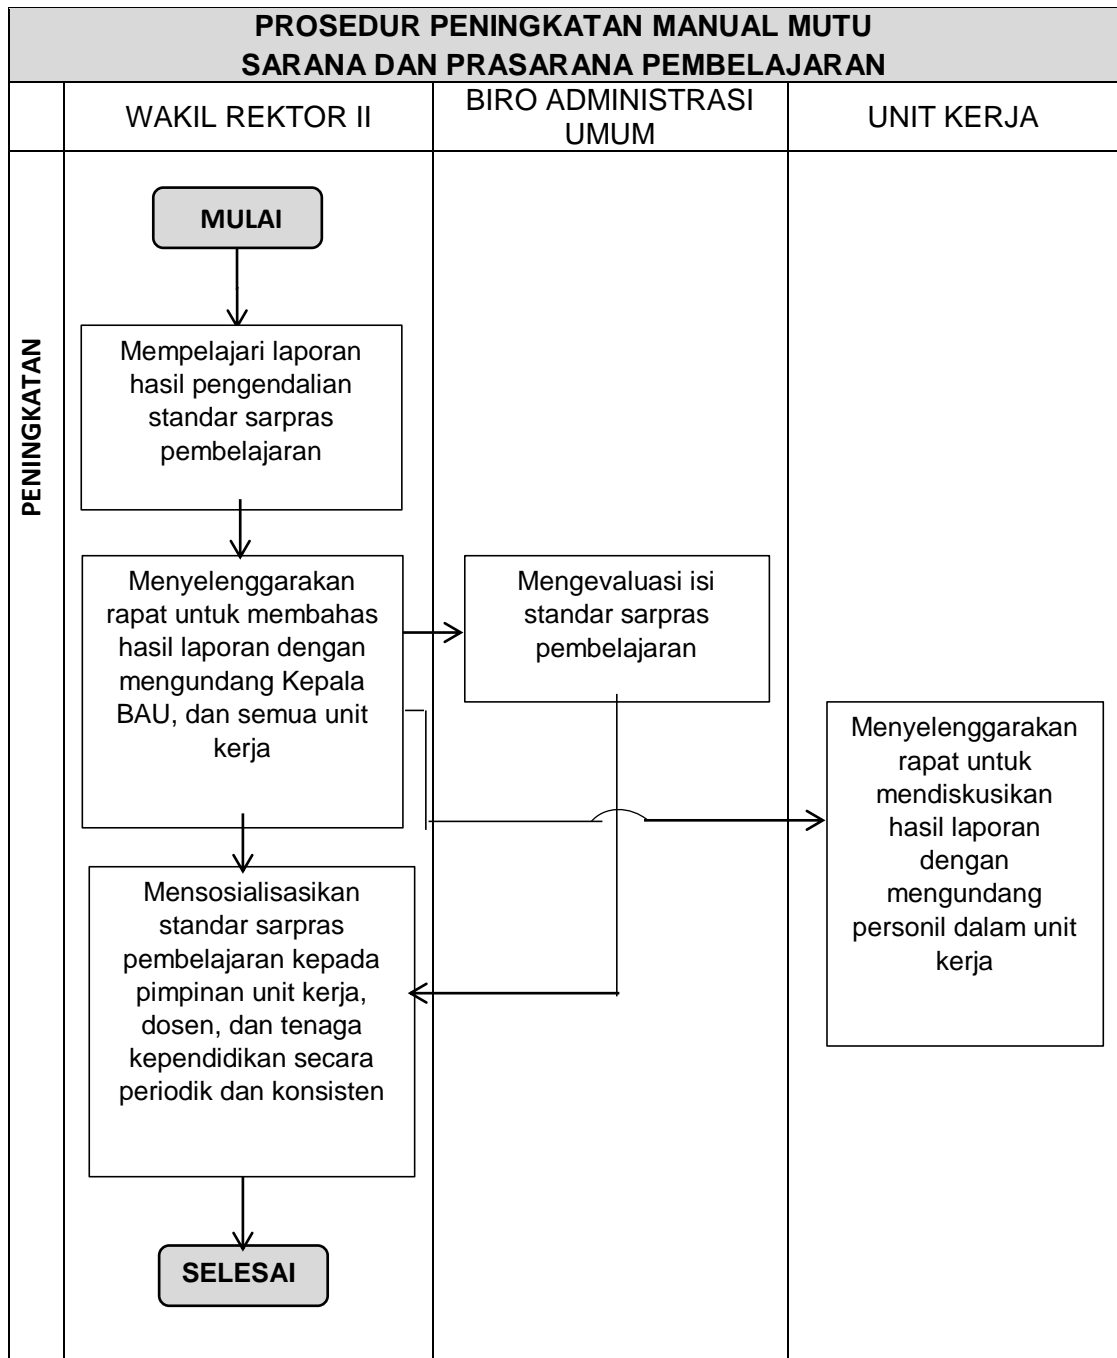 PROSEDUR PENINGKATAN MANUAL MUTU
SARANA DAN PRASARANA PEMBELAJARAN
WAKIL REKTOR II
BIRO ADMINISTRASI
UMUM
UNIT KERJA
PENINGKATAN
MULAI
Mempelajari laporan
hasil pengendalian
standar sarpras
pembelajaran
Menyelenggarakan
rapat untuk membahas
hasil laporan dengan
mengundang Kepala
BAU, dan semua unit
kerja
Mengevaluasi isi
standar sarpras
pembelajaran
Menyelenggarakan
rapat untuk
mendiskusikan
hasil laporan
dengan
mengundang
personil dalam unit
kerja
Mensosialisasikan
standar sarpras
pembelajaran kepada
pimpinan unit kerja,
dosen, dan tenaga
kependidikan secara
periodik dan konsisten
SELESAI